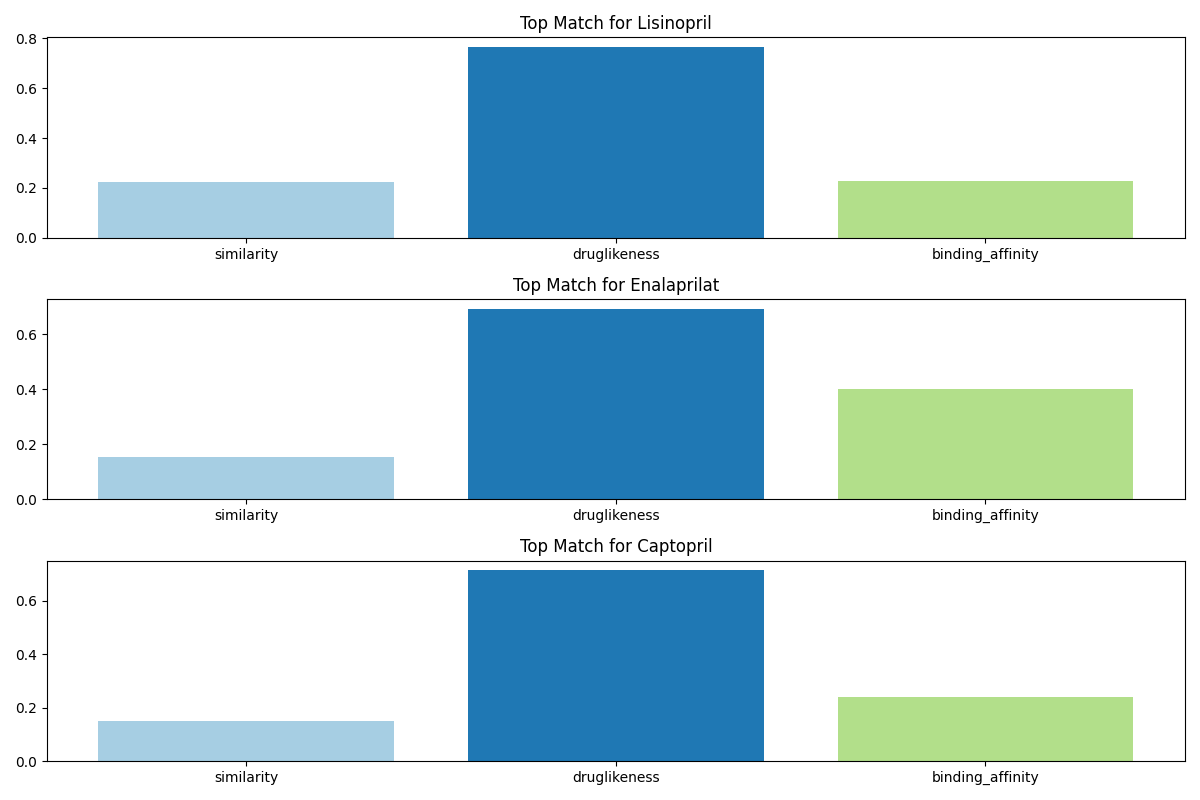 Top Match for Lisinopril
0.8
0.6
0.4
0.2
0.0
similarity druglikeness binding_affinity
Top Match for Enalaprilat
0.6
0.4
0.2
0.0
similarity druglikeness binding_affinity
Top Match for Captopril
0.6
0.4
0.2
0.0
similarity druglikeness binding_affinity